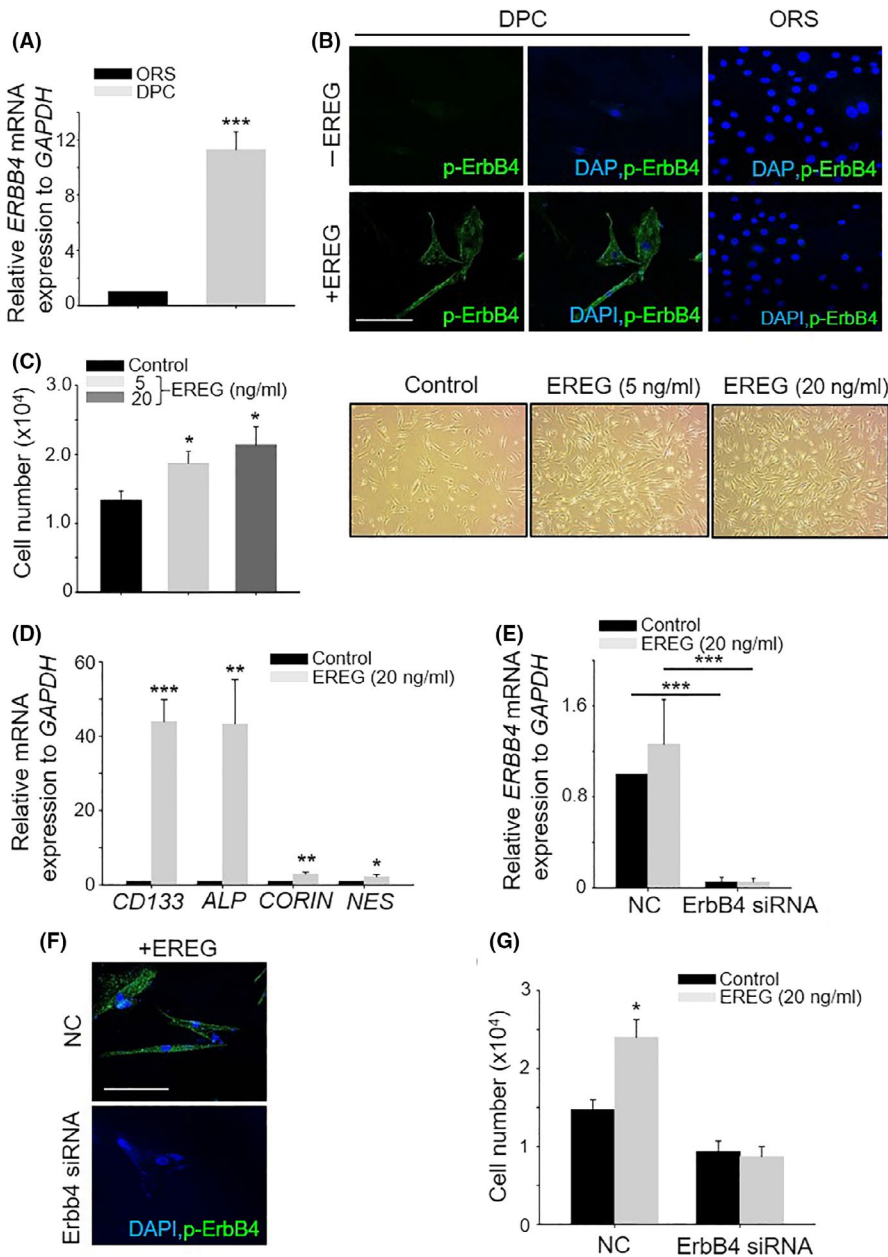 (A)
ORS
DPC
Relative ERBB4 mRNA
expression to GAPDH
12
8
4
0
***
(B)
DPC
ORS
−EREG
p-ErbB4
DAP,p-ErbB4
DAP,p-ErbB4
+EREG
p-ErbB4
DAPI,p-ErbB4
DAPI,p-ErbB4
(C)
Control
5
20
EREG (ng/ml)
Cell number (x10⁴)
3.0
2.0
1.0
0
*
*
Control
EREG (5 ng/ml)
EREG (20 ng/ml)
(D)
Control
EREG (20 ng/ml)
Relative mRNA
expression to GAPDH
60
40
20
0
***
**
**
*
CD133 ALP CORIN NES
(E)
Control
EREG (20 ng/ml)
Relative ERBB4 mRNA
expression to GAPDH
1.6
0.8
0
***
***
NC ErbB4 siRNA
(F)
+EREG
NC
Erbb4 siRNA
DAPI,p-ErbB4
(G)
Control
EREG (20 ng/ml)
Cell number (x10⁴)
3
2
1
0
*
NC ErbB4 siRNA